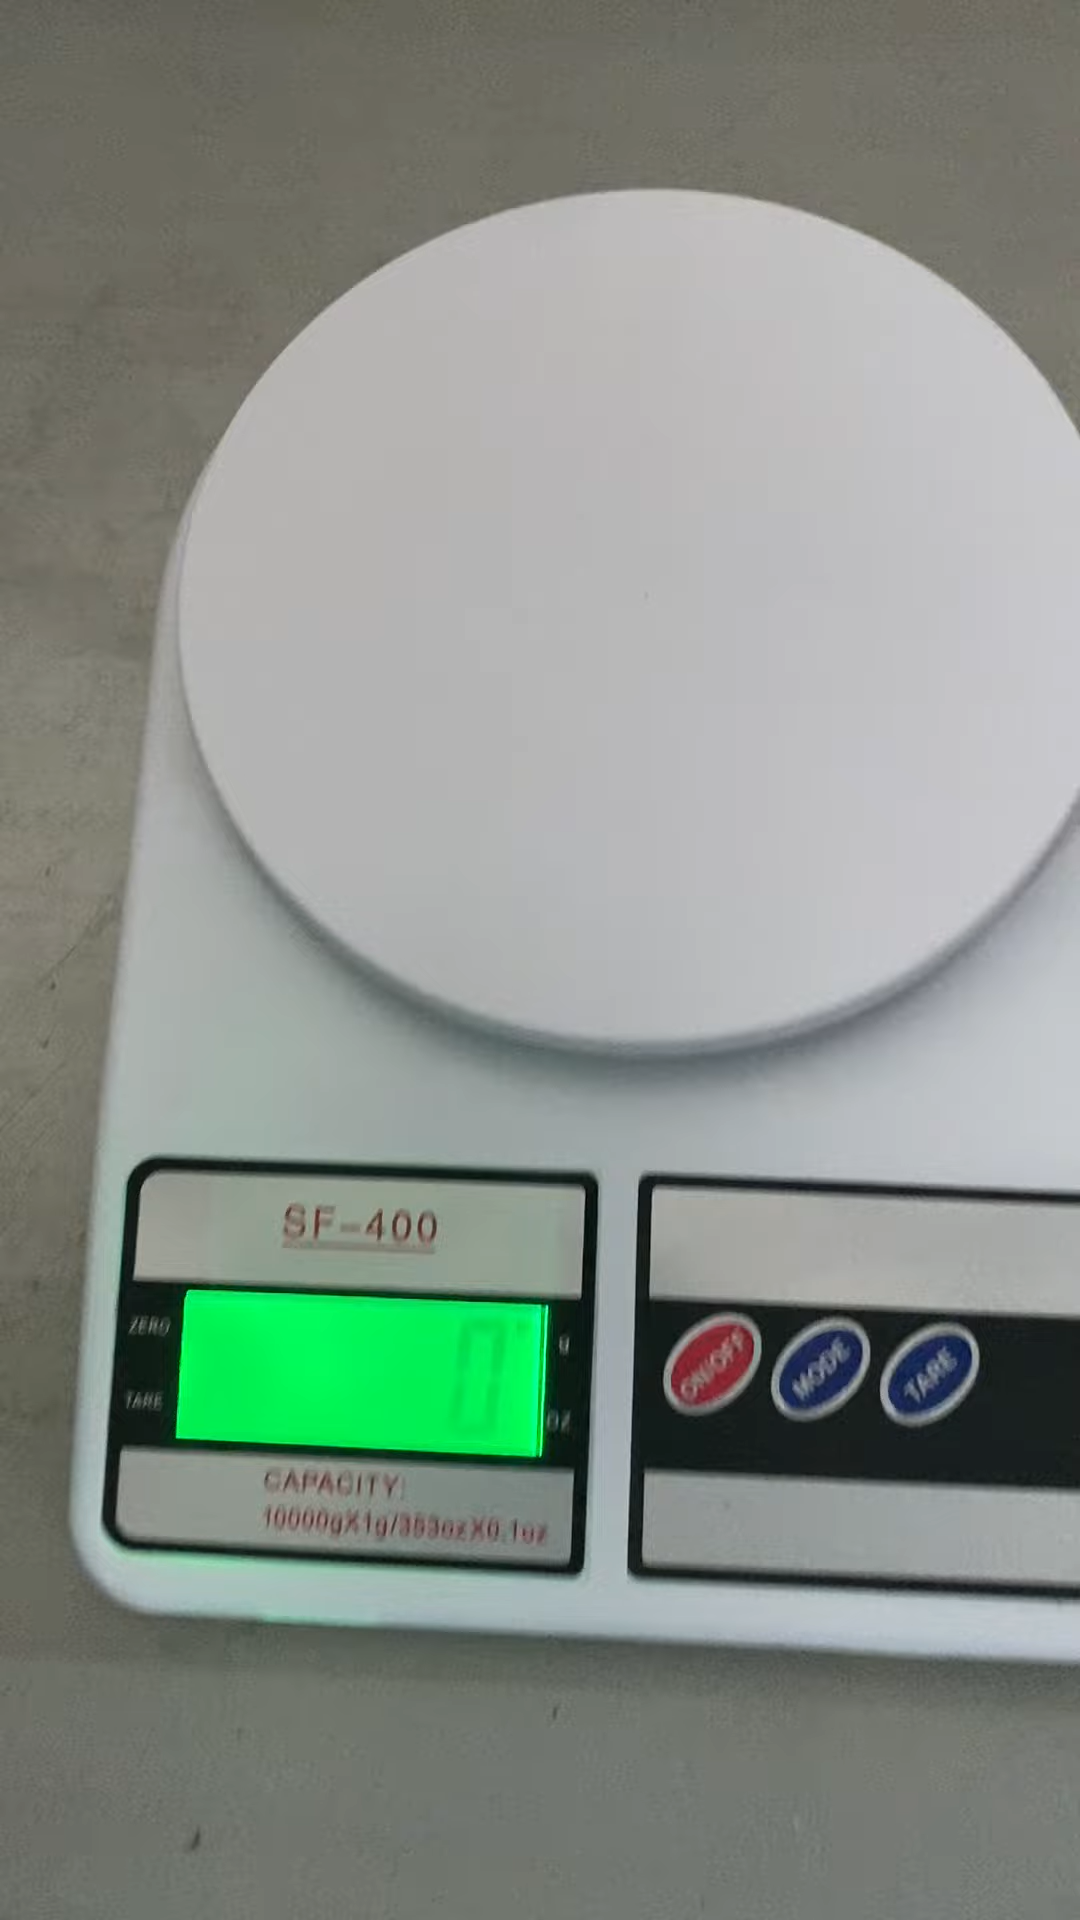 SF-400
ZERO
0
g
TARE
OZ
CAPACITY:
10000gX1g/353ozX0.1oz
ON/OFF
MODE
TARE